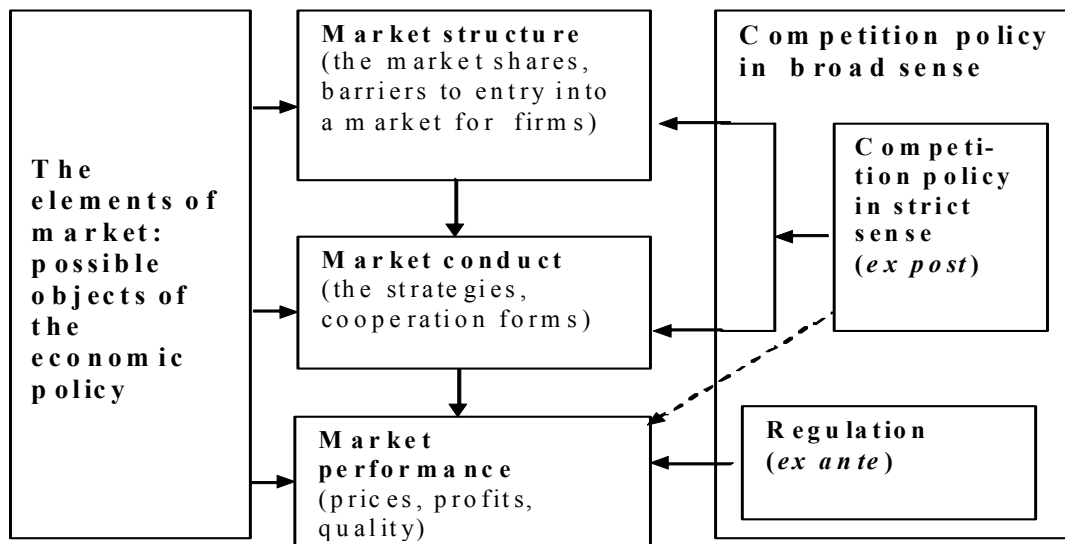 The
elements of
market:
possible
objects of
the
economic
policy
Market structure
(the market shares,
barriers to entry into
a market for firms)
Market conduct
(the strategies,
cooperation forms)
Market
performance
(prices, profits,
quality)
Competition policy
in broad sense
Competi-
tion policy
in strict
sense
(ex post)
Regulation
(ex ante)